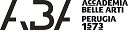 ABA
ACCADEMIA
BELLE ARTI
PERUGIA
1573